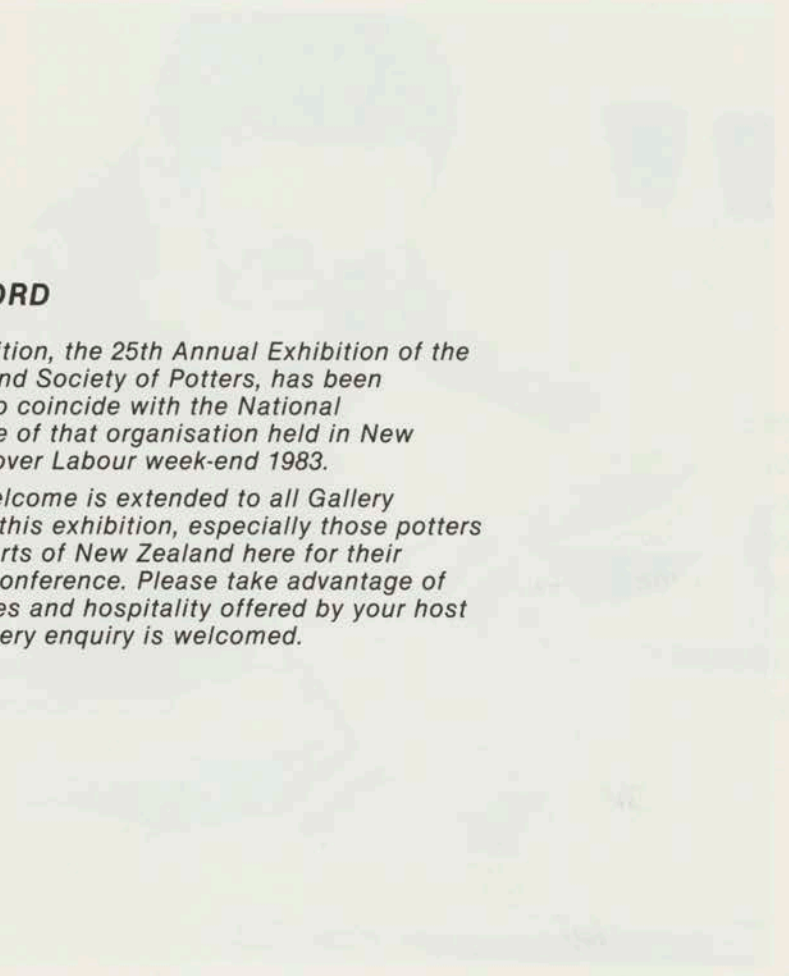 ORD
ition, the 25th Annual Exhibition of the
nd Society of Potters, has been
o coincide with the National
e of that organisation held in New
over Labour week-end 1983.
elcome is extended to all Gallery
this exhibition, especially those potters
rts of New Zealand here for their
onference. Please take advantage of
es and hospitality offered by your host
ery enquiry is welcomed.